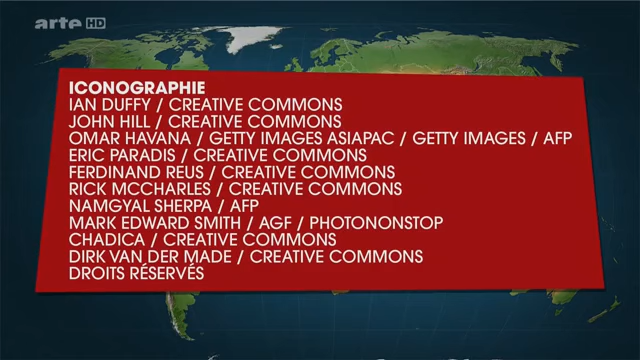 arte HD
ICONOGRAPHIE
IAN DUFFY / CREATIVE COMMONS
JOHN HILL / CREATIVE COMMONS
OMAR HAVANA / GETTY IMAGES ASIAPAC / GETTY IMAGES / AFP
ERIC PARADIS / CREATIVE COMMONS
FERDINAND REUS / CREATIVE COMMONS
RICK MCCHARLES / CREATIVE COMMONS
NAMGYAL SHERPA / AFP
MARK EDWARD SMITH / AGF / PHOTONONSTOP
CHADICA / CREATIVE COMMONS
DIRK VAN DER MADE / CREATIVE COMMONS
DROITS RÉSERVÉS